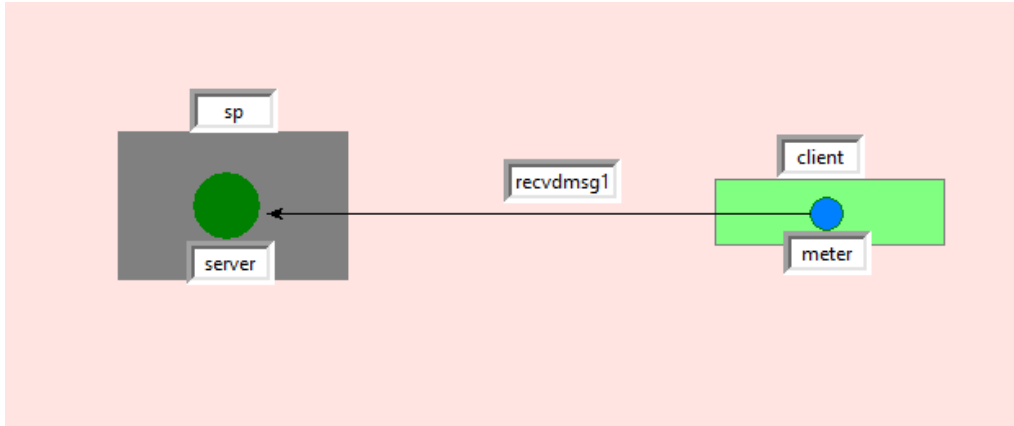 sp
client
recvdmsg1
server
meter